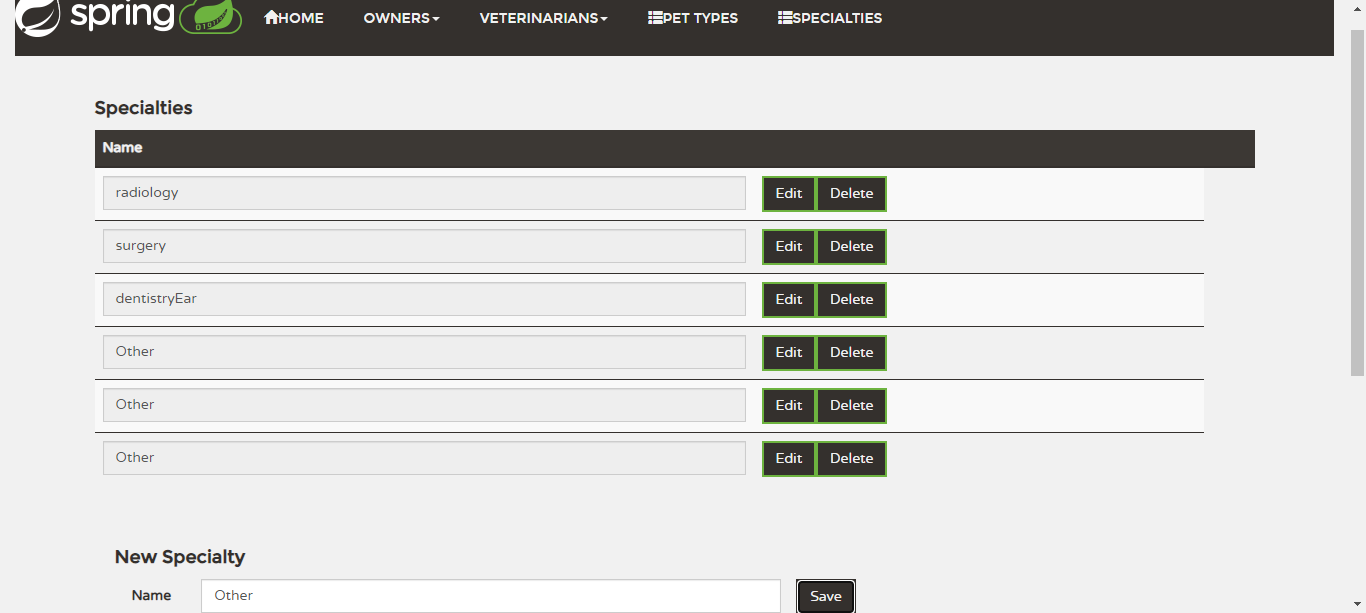 spring HOME OWNERS VETERINARIANS PET TYPES SPECIALTIES
Specialties
Name
radiology Edit Delete
surgery Edit Delete
dentistryEar Edit Delete
Other Edit Delete
Other Edit Delete
Other Edit Delete
New Specialty
Name Other Save